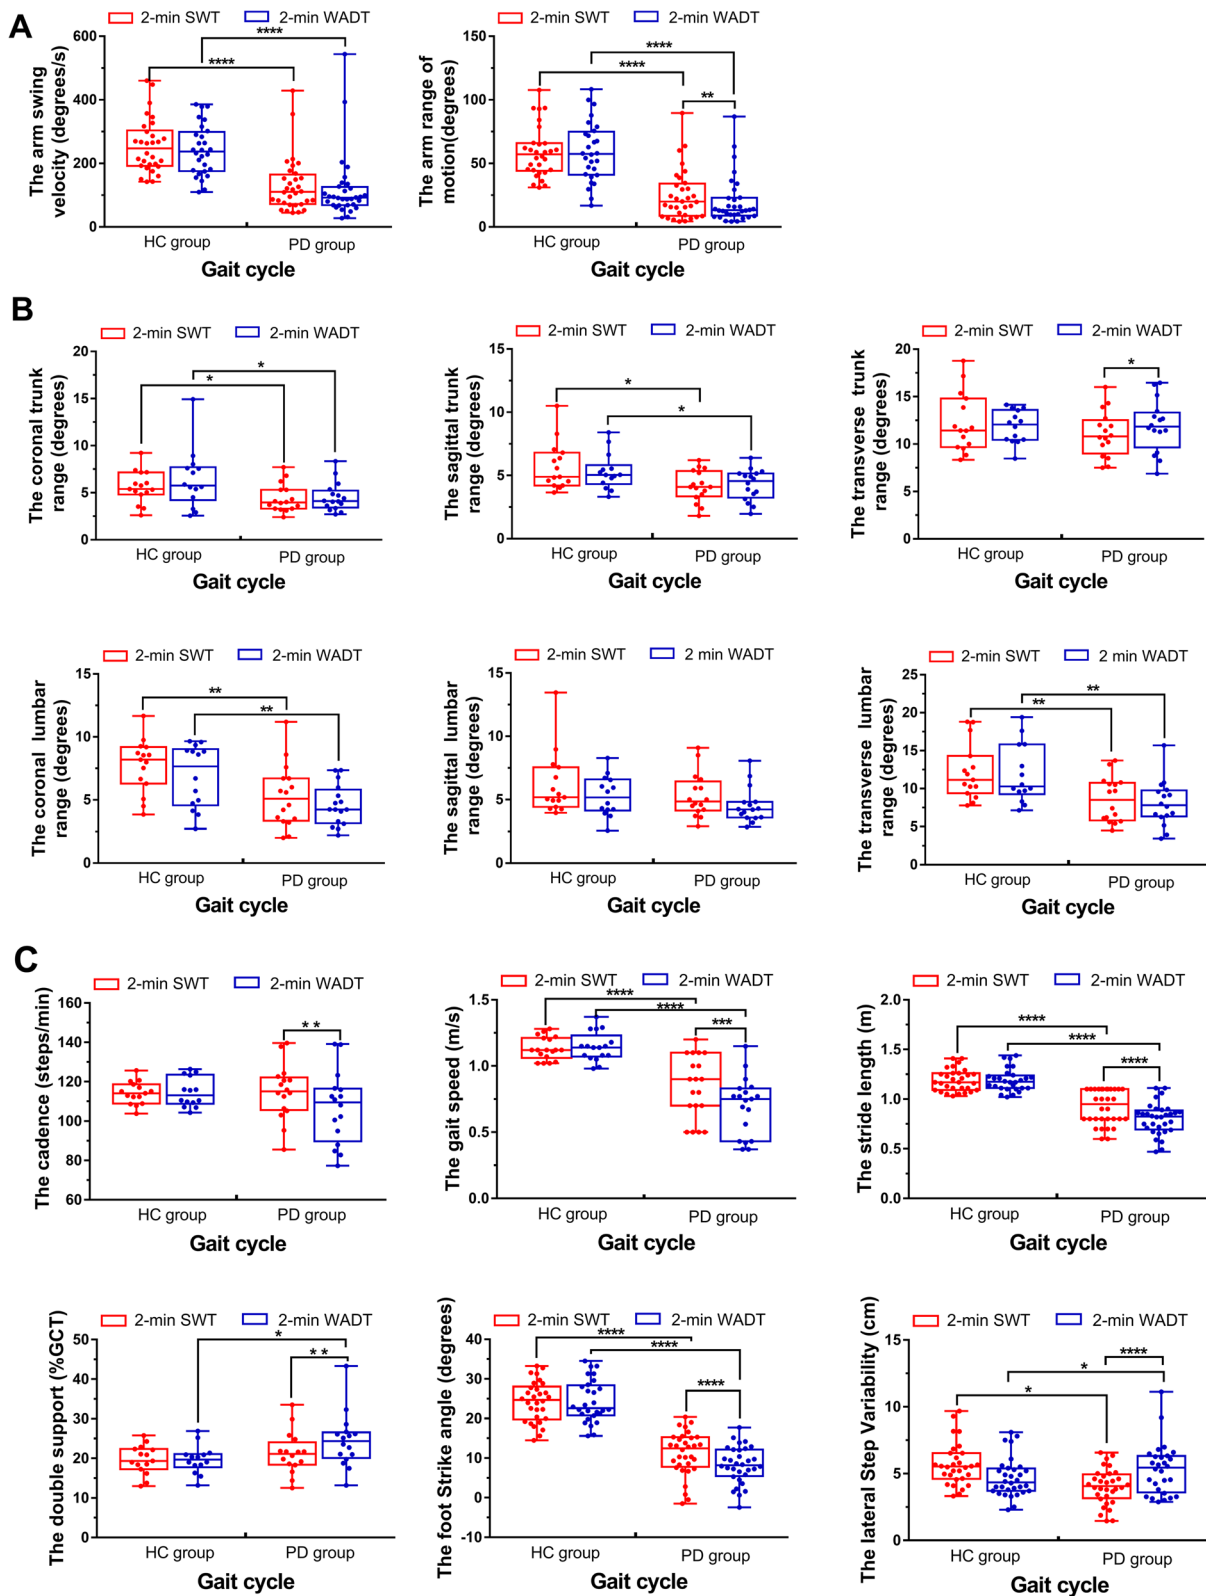 A
2-min SWT 2-min WADT
2-min SWT 2-min WADT
The arm swing
velocity (degrees/s)
600
400
200
0
****
****
HC group PD group
Gait cycle
The arm range of
motion(degrees)
150
100
50
0
****
****
**
HC group PD group
Gait cycle
B
2-min SWT 2-min WADT
The coronal trunk
range (degrees)
20
15
10
5
0
*
*
HC group PD group
Gait cycle
2-min SWT 2-min WADT
The sagittal trunk
range (degrees)
15
10
5
0
*
*
HC group PD group
Gait cycle
2-min SWT 2-min WADT
The transverse trunk
range (degrees)
20
15
10
5
0
*
HC group PD group
Gait cycle
2-min SWT 2-min WADT
The coronal lumbar
range (degrees)
15
10
5
0
**
**
HC group PD group
Gait cycle
2-min SWT 2 min WADT
The sagittal lumbar
range (degrees)
15
10
5
0
HC group PD group
Gait cycle
2-min SWT 2 min WADT
The transverse lumbar
range (degrees)
25
20
15
10
5
0
**
**
HC group PD group
Gait cycle
C
2-min SWT 2-min WADT
The cadence (steps/min)
160
140
120
100
80
60
* *
HC group PD group
Gait cycle
2-min SWT 2-min WADT
The gait speed (m/s)
1.5
1.0
0.5
0.0
****
****
***
HC group PD group
Gait cycle
2-min SWT 2-min WADT
The stride length (m)
2.0
1.5
1.0
0.5
0.0
****
****
****
HC group PD group
Gait cycle
2-min SWT 2-min WADT
The double support (%GCT)
50
40
30
20
10
0
*
* *
HC group PD group
Gait cycle
2-min SWT 2-min WADT
The foot Strike angle (degrees)
40
30
20
10
0
-10
****
****
****
HC group PD group
Gait cycle
2-min SWT 2-min WADT
The lateral Step Variability (cm)
15
10
5
0
****
*
*
HC group PD group
Gait cycle